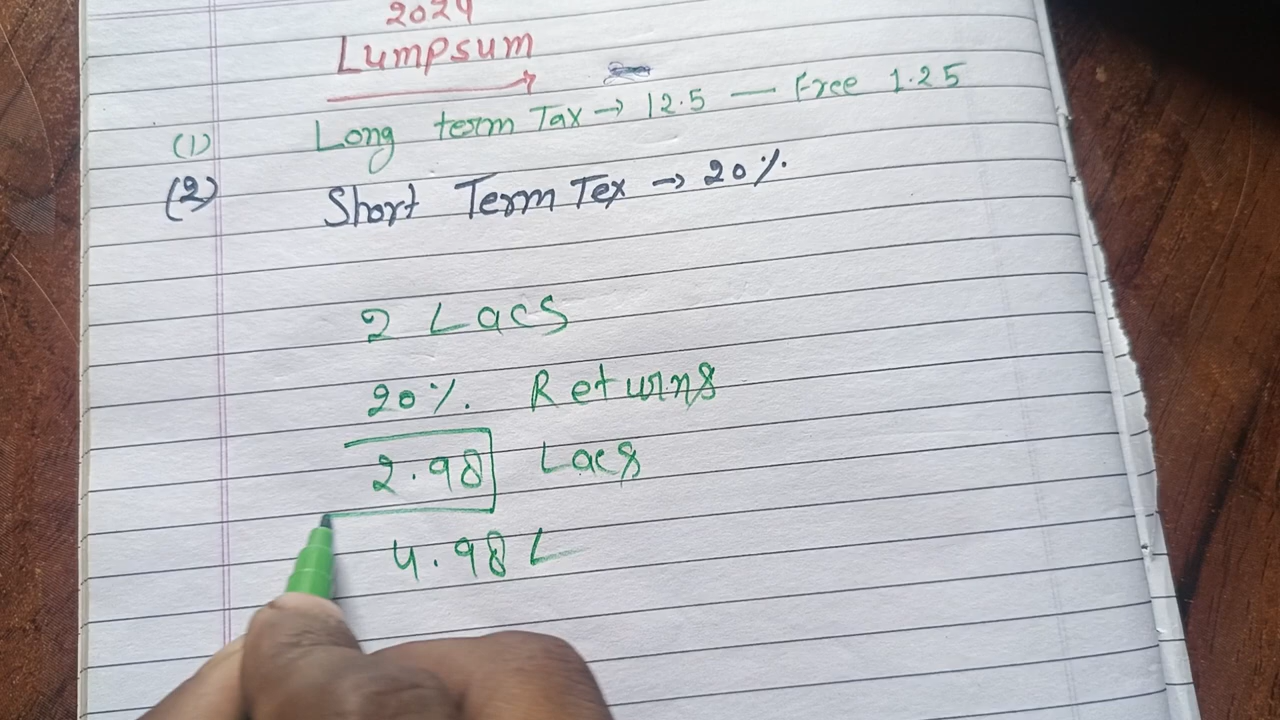 2024
Lumpsum
(1) Long term Tax → 12.5 — Free 1.25
(2) Short Term Tex → 20%
2 Lacs
20% Returns
2.98 Lacs
4.98 L